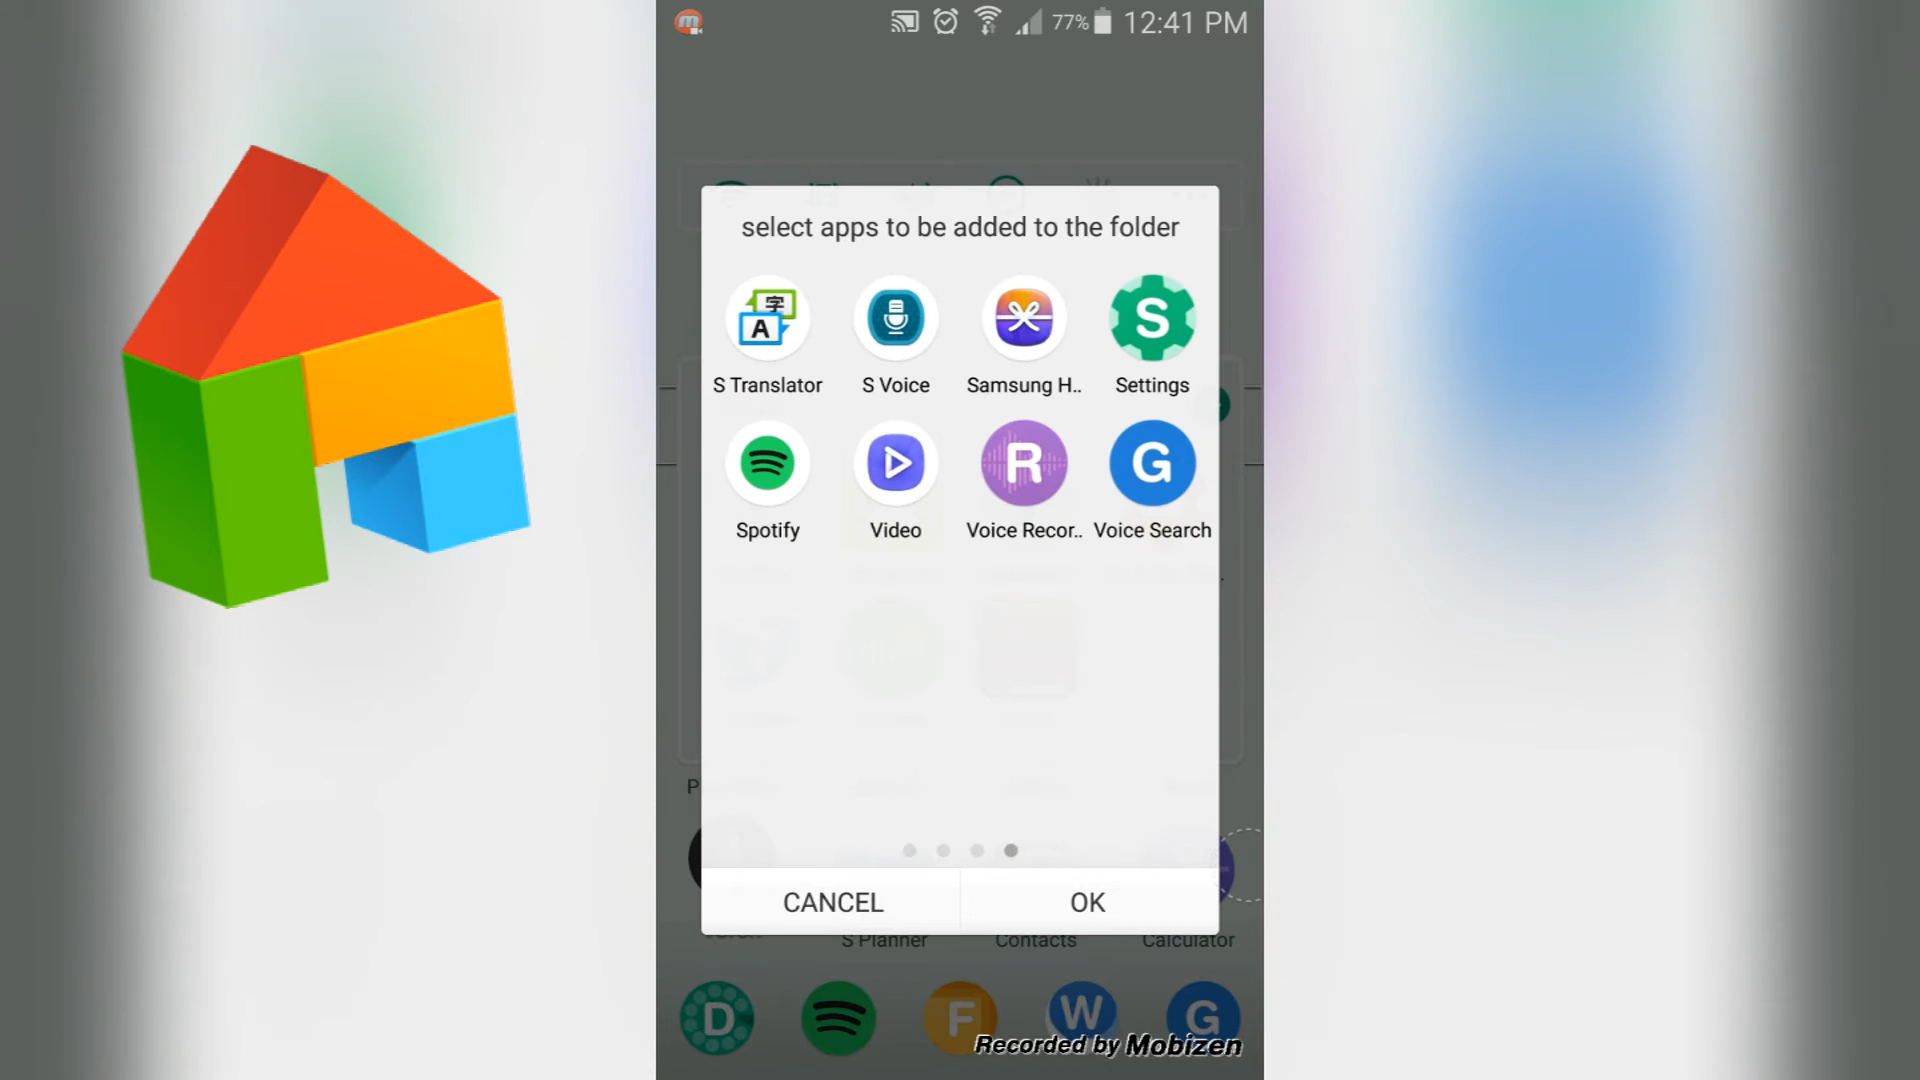 77% 12:41 PM
select apps to be added to the folder
字
A
S
S Translator S Voice Samsung H.. Settings
R G
Spotify Video Voice Recor.. Voice Search
P
CANCEL OK
S Planner Contacts Calculator
D F W G
Recorded by Mobizen